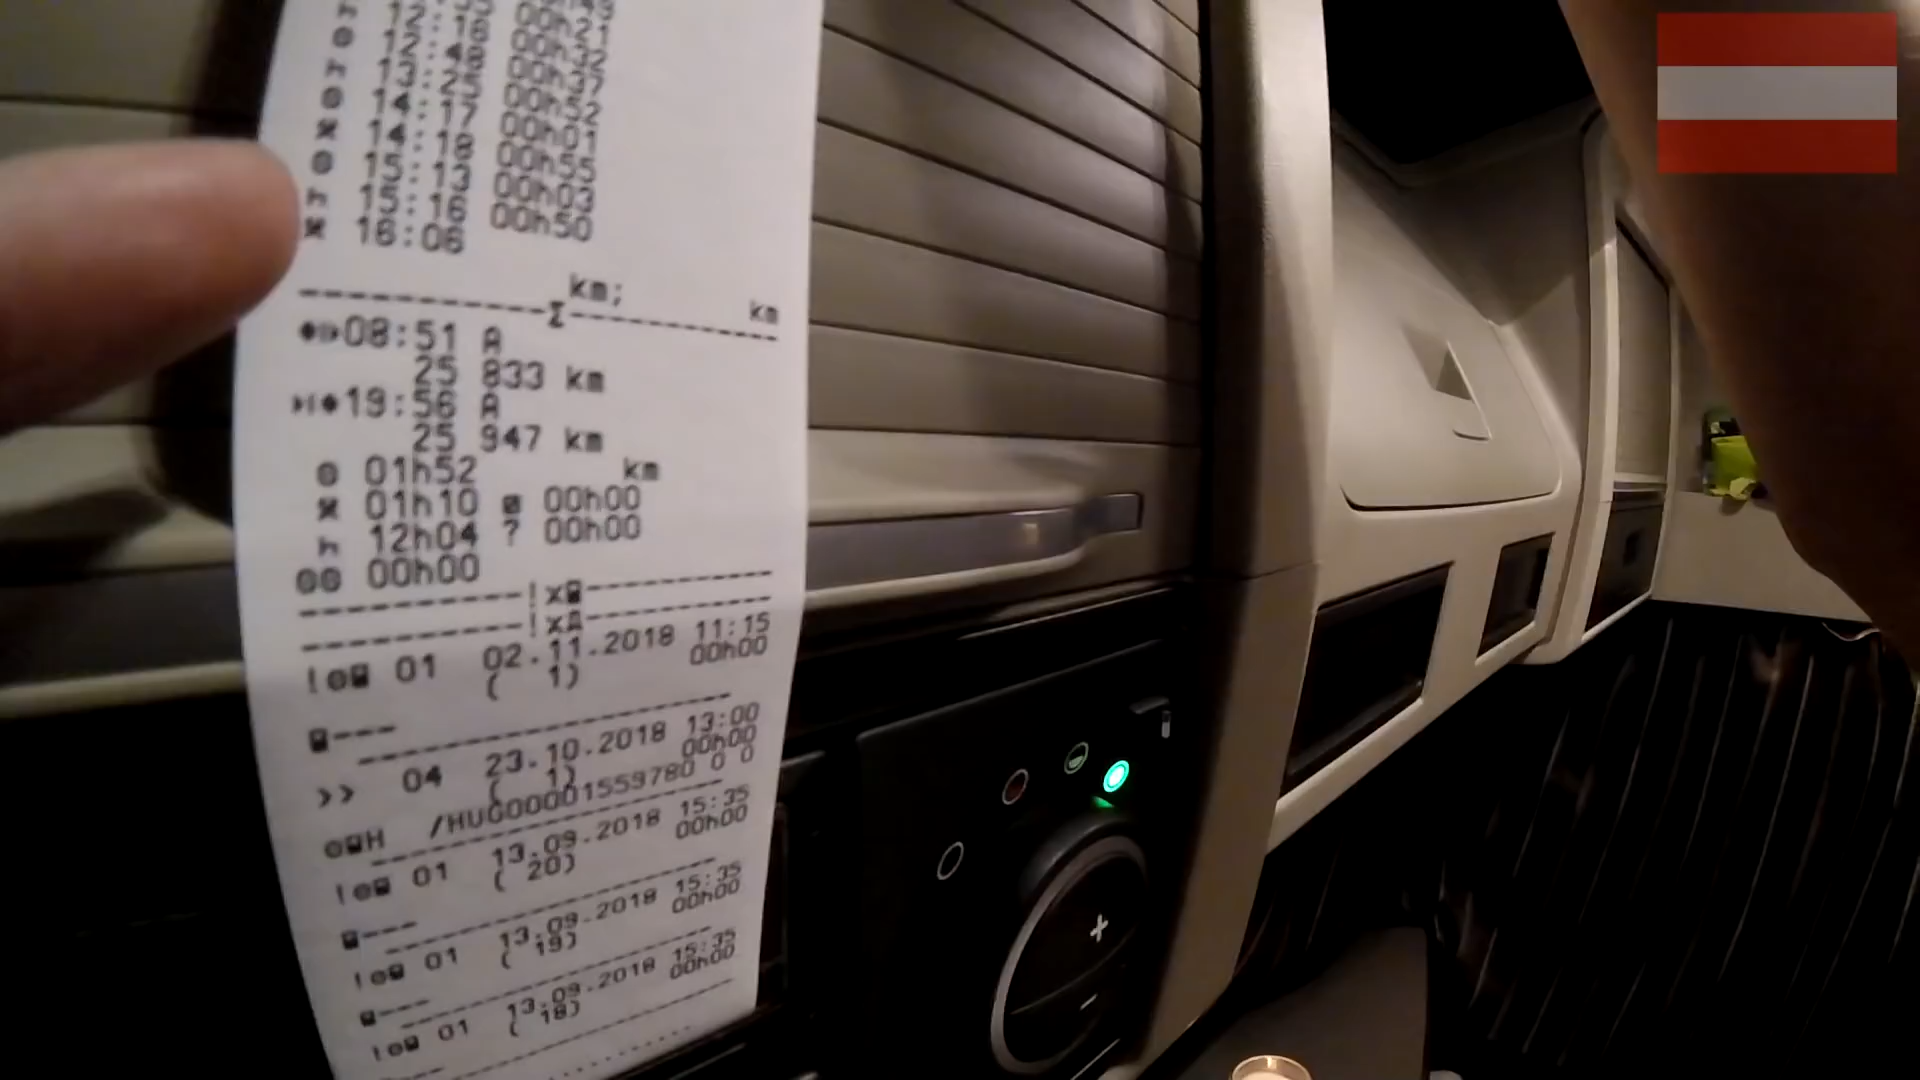 12:16 00h21
12:48 00h32
13:25 00h37
14:17 00h52
14:18 00h01
15:13 00h55
15:16 00h03
16:06 00h50
km; km
Σ
08:51 A
25 833 km
19:56 A
25 947 km
01h52 km
01h10 00h00
h 12h04 ? 00h00
00h00
! x
! x
! 01 02.11.2018 11:15
( 1) 00h00
---
>> 04 23.10.2018 13:00
( 1) 00h00
H /HUG00001559780 0 0
! 01 13.09.2018 15:35
( 20) 00h00
---
! 01 13.09.2018 15:35
( 19) 00h00
---
! 01 13.09.2018 15:35
( 18) 00h00
---
+
-